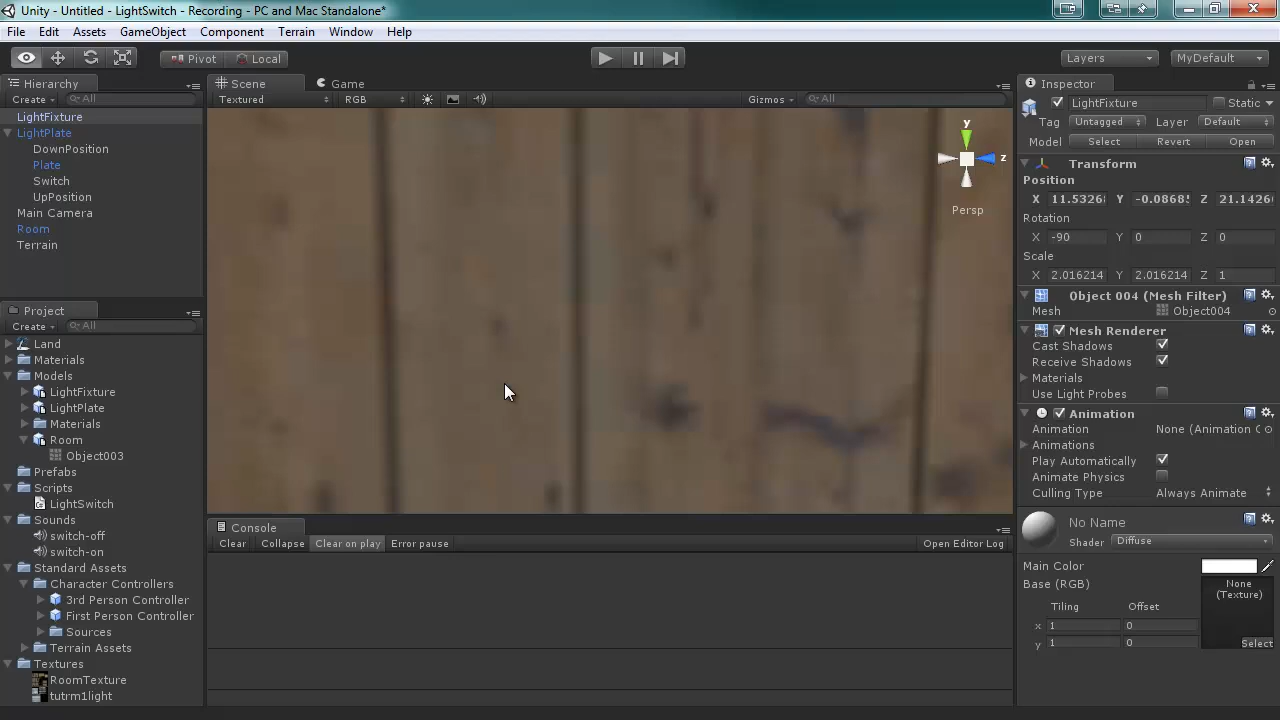 Unity - Untitled - LightSwitch - Recording - PC and Mac Standalone*
File Edit Assets GameObject Component Terrain Window Help
Pivot Local Layers MyDefault
Hierarchy
Create All
LightFixture
LightPlate
DownPosition
Plate
Switch
UpPosition
Main Camera
Room
Terrain
Project
Create All
Land
Materials
Models
LightFixture
LightPlate
Materials
Room
Object003
Prefabs
Scripts
LightSwitch
Sounds
switch-off
switch-on
Standard Assets
Character Controllers
3rd Person Controller
First Person Controller
Sources
Terrain Assets
Textures
RoomTexture
tutrm1light
Scene Game
Textured RGB Gizmos All
y
z
Persp
Console
Clear Collapse Clear on play Error pause Open Editor Log
Inspector
LightFixture Static
Tag Untagged Layer Default
Model Select Revert Open
Transform
Position
X 11.5326 Y -0.0868 Z 21.1426
Rotation
X -90 Y 0 Z 0
Scale
X 2.016214 Y 2.016214 Z 1
Object 004 (Mesh Filter)
Mesh Object004
Mesh Renderer
Cast Shadows
Receive Shadows
Materials
Use Light Probes
Animation
Animation None (Animation C
Animations
Play Automatically
Animate Physics
Culling Type Always Animate
No Name
Shader Diffuse
Main Color
Base (RGB) None
(Texture)
Tiling Offset
x 1 0
y 1 0
Select